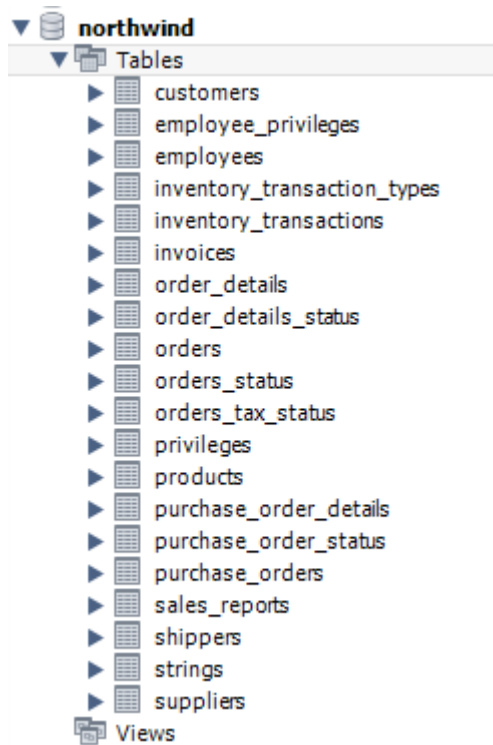 northwind
Tables
customers
employee_privileges
employees
inventory_transaction_types
inventory_transactions
invoices
order_details
order_details_status
orders
orders_status
orders_tax_status
privileges
products
purchase_order_details
purchase_order_status
purchase_orders
sales_reports
shippers
strings
suppliers
Views